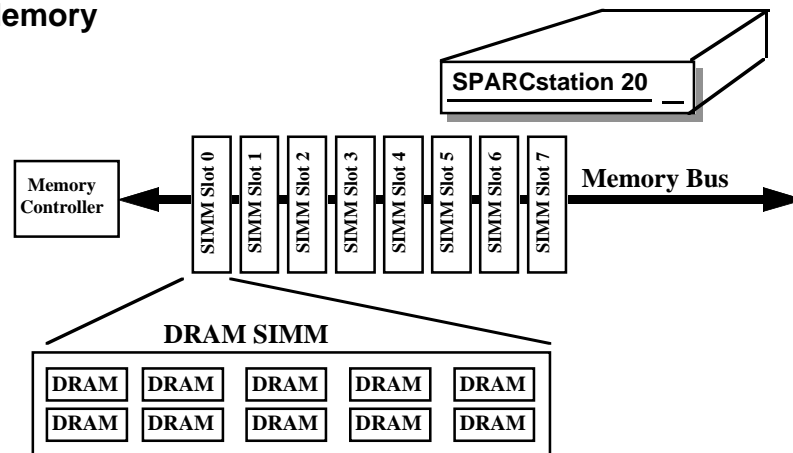 emory
SPARCstation 20
Memory
Controller
SIMM Slot 0
SIMM Slot 1
SIMM Slot 2
SIMM Slot 3
SIMM Slot 4
SIMM Slot 5
SIMM Slot 6
SIMM Slot 7
Memory Bus
DRAM SIMM
DRAM DRAM DRAM DRAM DRAM
DRAM DRAM DRAM DRAM DRAM